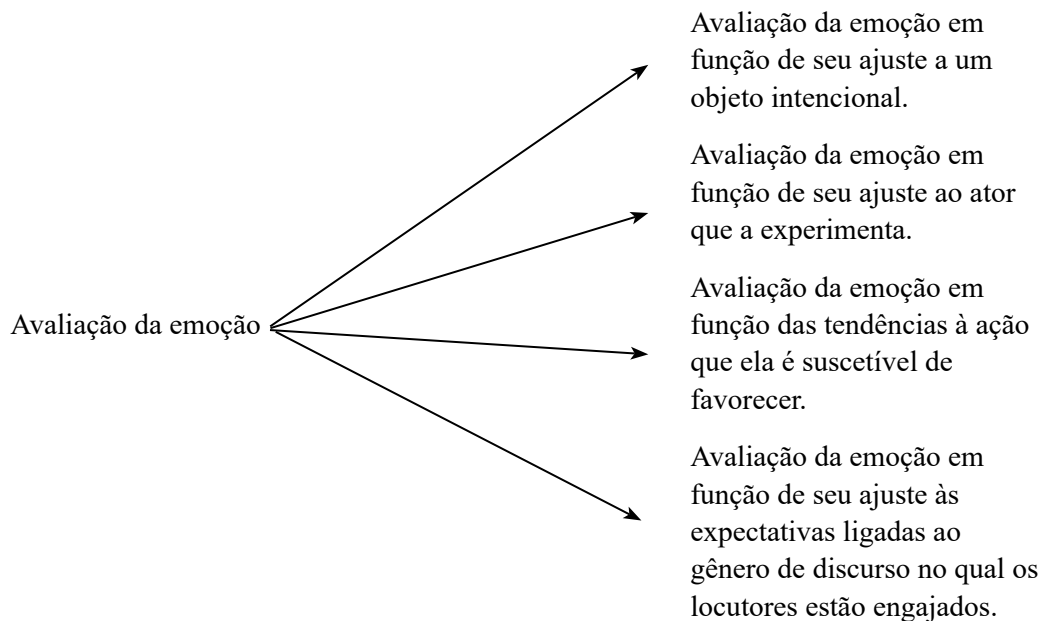 Avaliação da emoção
Avaliação da emoção em
função de seu ajuste a um
objeto intencional.
Avaliação da emoção em
função de seu ajuste ao ator
que a experimenta.
Avaliação da emoção em
função das tendências à ação
que ela é suscetível de
favorecer.
Avaliação da emoção em
função de seu ajuste às
expectativas ligadas ao
gênero de discurso no qual os
locutores estão engajados.